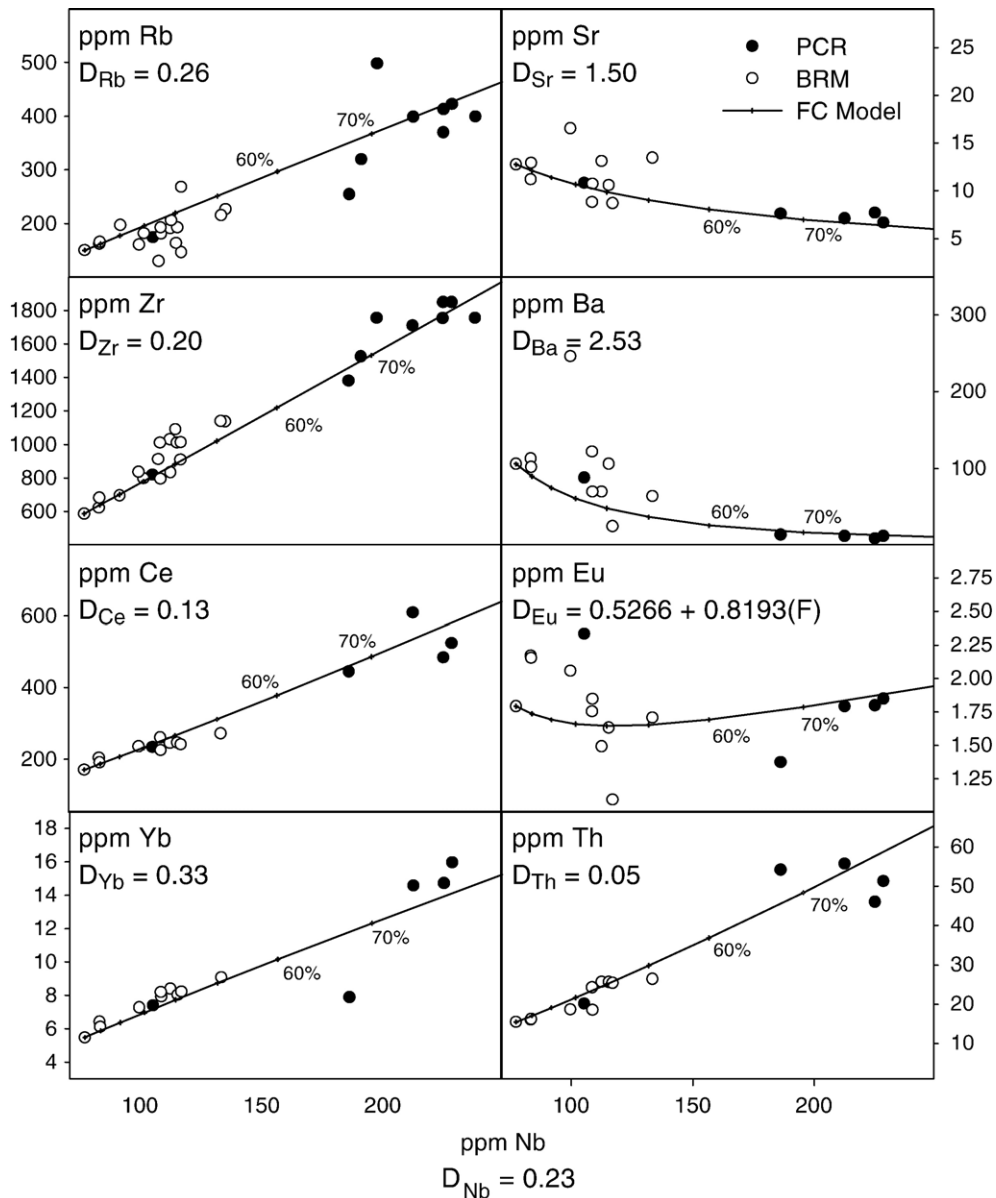 ppm Rb
D_Rb = 0.26
500
400
300
200
60%
70%
ppm Sr
D_Sr = 1.50
PCR
BRM
FC Model
25
20
15
10
5
60%
70%
ppm Zr
D_Zr = 0.20
1800
1600
1400
1200
1000
800
600
60%
70%
ppm Ba
D_Ba = 2.53
300
200
100
60%
70%
ppm Ce
D_Ce = 0.13
600
400
200
60%
70%
ppm Eu
D_Eu = 0.5266 + 0.8193(F)
2.75
2.50
2.25
2.00
1.75
1.50
1.25
60%
70%
ppm Yb
D_Yb = 0.33
18
16
14
12
10
8
6
4
60%
70%
ppm Th
D_Th = 0.05
60
50
40
30
20
10
60%
70%
100 150 200 100 150 200
ppm Nb
D_Nb = 0.23